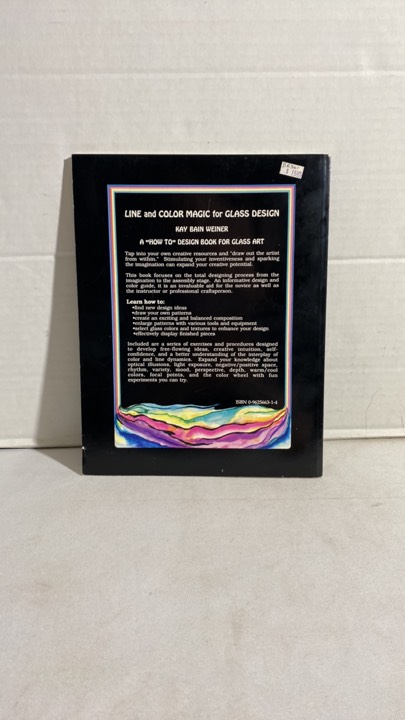 LINE and COLOR MAGIC for GLASS DESIGN
KAY BAIN WEINER
A "HOW TO" DESIGN BOOK FOR GLASS ART
Tap into your own creative resources and "draw out the artist
from within." Stimulating your inventiveness and sparking
the imagination can expand your creative potential.
This book focuses on the total designing process from the
imagination to the assembly stage. An informative design and
color guide, it is an invaluable aid for the novice as well as
the instructor or professional craftsperson.
Learn how to:
•find new design ideas
•draw your own patterns
•create an exciting and balanced composition
•enlarge patterns with various tools and equipment
•select glass colors and textures to enhance your design
•effectively display finished pieces
Included are a series of exercises and procedures designed
to develop free-flowing ideas, creative intuition, self-
confidence, and a better understanding of the interplay of
color and line dynamics. Expand your knowledge about
optical illusions, light exposure, negative/positive space,
rhythm, variety, mood, perspective, depth, warm/cool
colors, focal points, and the color wheel with fun
experiments you can try.
ISBN 0-9625663-1-4